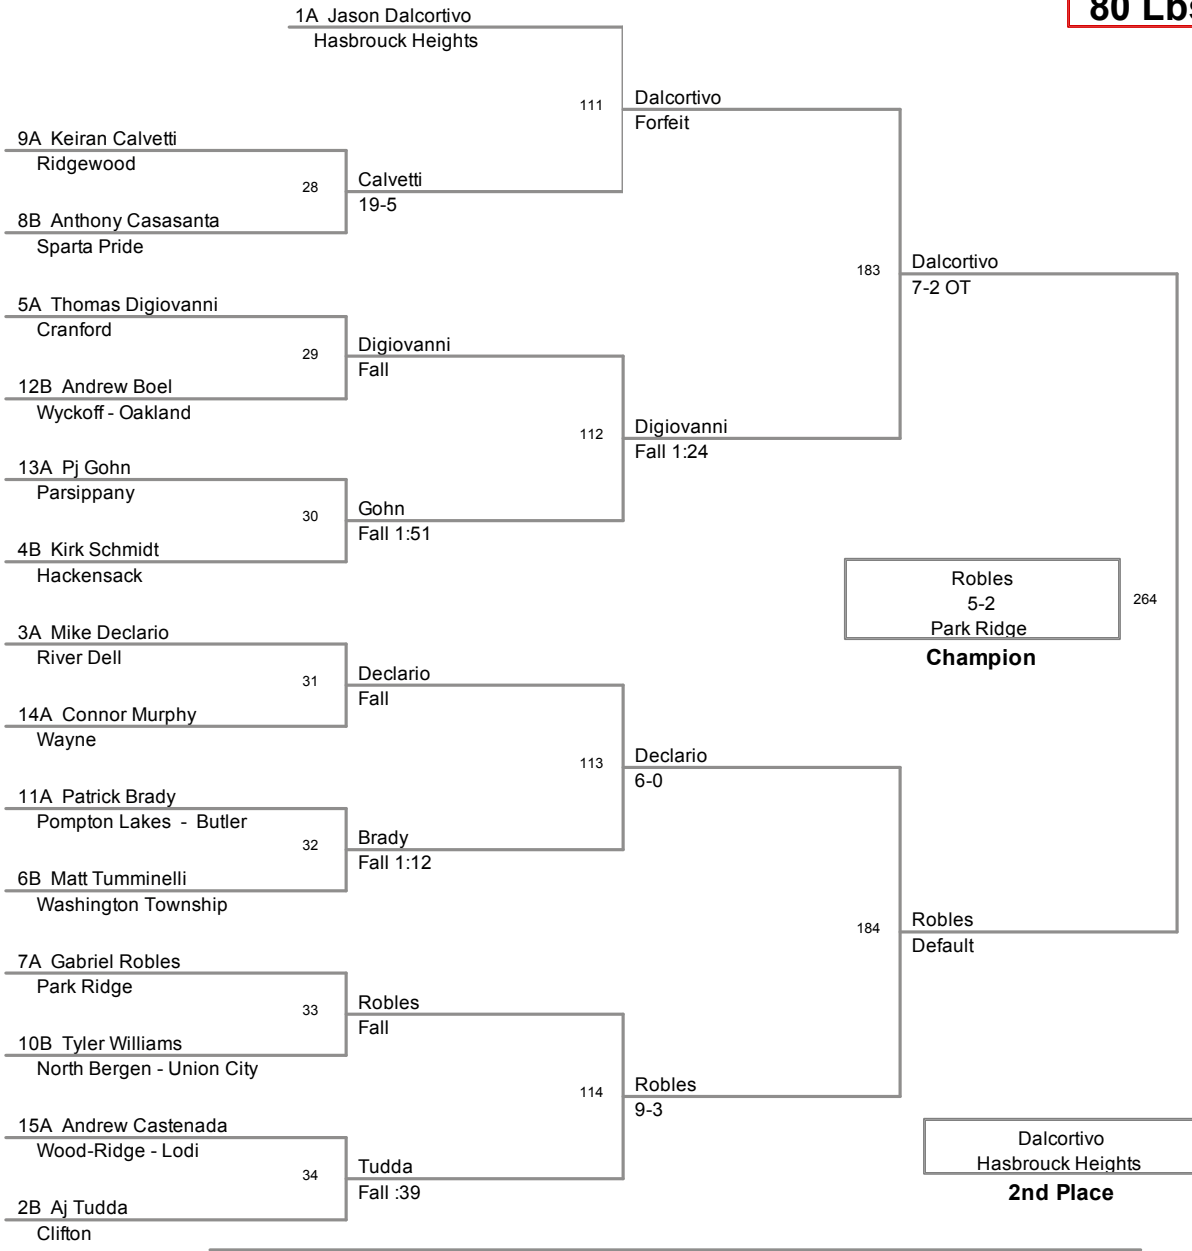 80 Lbs
1A Jason Dalcortivo
Hasbrouck Heights
111
Dalcortivo
Forfeit
9A Keiran Calvetti
Ridgewood
28
Calvetti
19-5
8B Anthony Casasanta
Sparta Pride
183
Dalcortivo
7-2 OT
5A Thomas Digiovanni
Cranford
29
Digiovanni
Fall
12B Andrew Boel
Wyckoff - Oakland
112
Digiovanni
Fall 1:24
13A Pj Gohn
Parsippany
30
Gohn
Fall 1:51
4B Kirk Schmidt
Hackensack
Robles
5-2
Park Ridge
264
Champion
3A Mike Declario
River Dell
31
Declario
Fall
14A Connor Murphy
Wayne
113
Declario
6-0
11A Patrick Brady
Pompton Lakes - Butler
32
Brady
Fall 1:12
6B Matt Tumminelli
Washington Township
184
Robles
Default
7A Gabriel Robles
Park Ridge
33
Robles
Fall
10B Tyler Williams
North Bergen - Union City
114
Robles
9-3
15A Andrew Castenada
Wood-Ridge - Lodi
34
Tudda
Fall :39
2B Aj Tudda
Clifton
Dalcortivo
Hasbrouck Heights
2nd Place